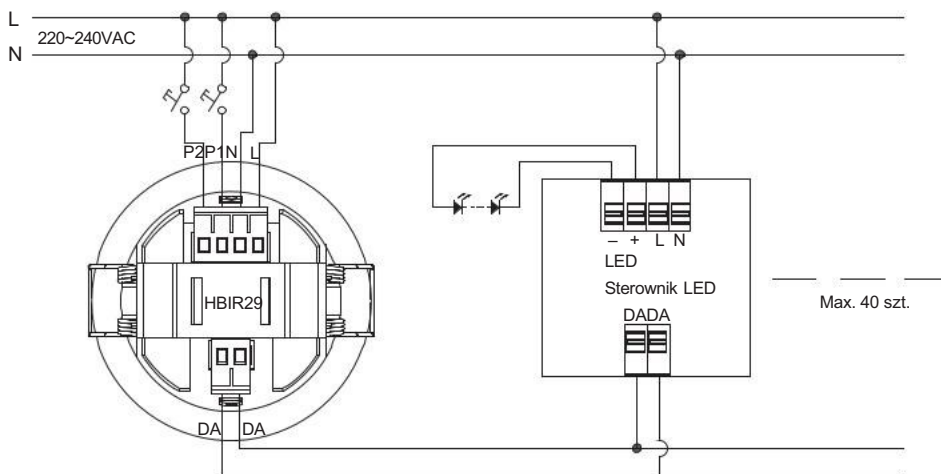 L
220~240VAC
N
P2P1N L
HBIR29
DA DA
– + L N
LED
Sterownik LED
DADA
Max. 40 szt.